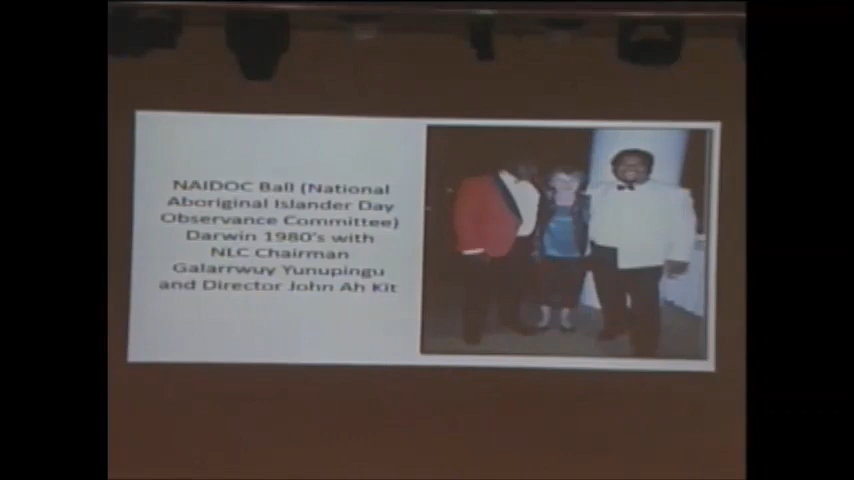 NAIDOC Ball (National
Aboriginal Islander Day
Observance Committee)
Darwin 1980's with
NLC Chairman
Galarrwuy Yunupingu
and Director John Ah Kit